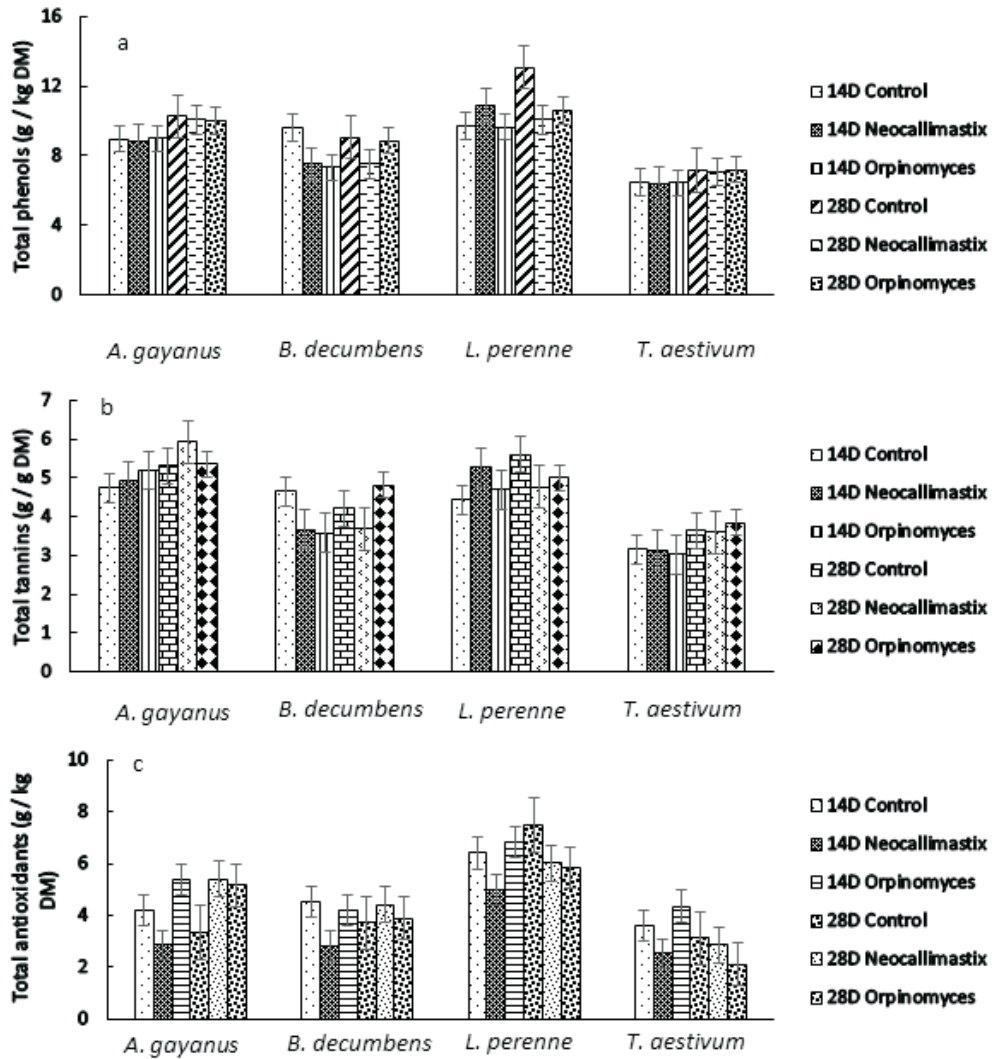 a
Total phenols (g / kg DM)
16
12
8
4
0
A. gayanus
B. decumbens
L. perenne
T. aestivum
14D Control
14D Neocallimastix
14D Orpinomyces
28D Control
28D Neocallimastix
28D Orpinomyces
b
Total tannins (g / g DM)
7
6
5
4
3
2
1
0
A. gayanus
B. decumbens
L. perenne
T. aestivum
14D Control
14D Neocallimastix
14D Orpinomyces
28D Control
28D Neocallimastix
28D Orpinomyces
c
Total antioxidants (g / kg
DM)
10
8
6
4
2
0
A. gayanus
B. decumbens
L. perenne
T. aestivum
14D Control
14D Neocallimastix
14D Orpinomyces
28D Control
28D Neocallimastix
28D Orpinomyces